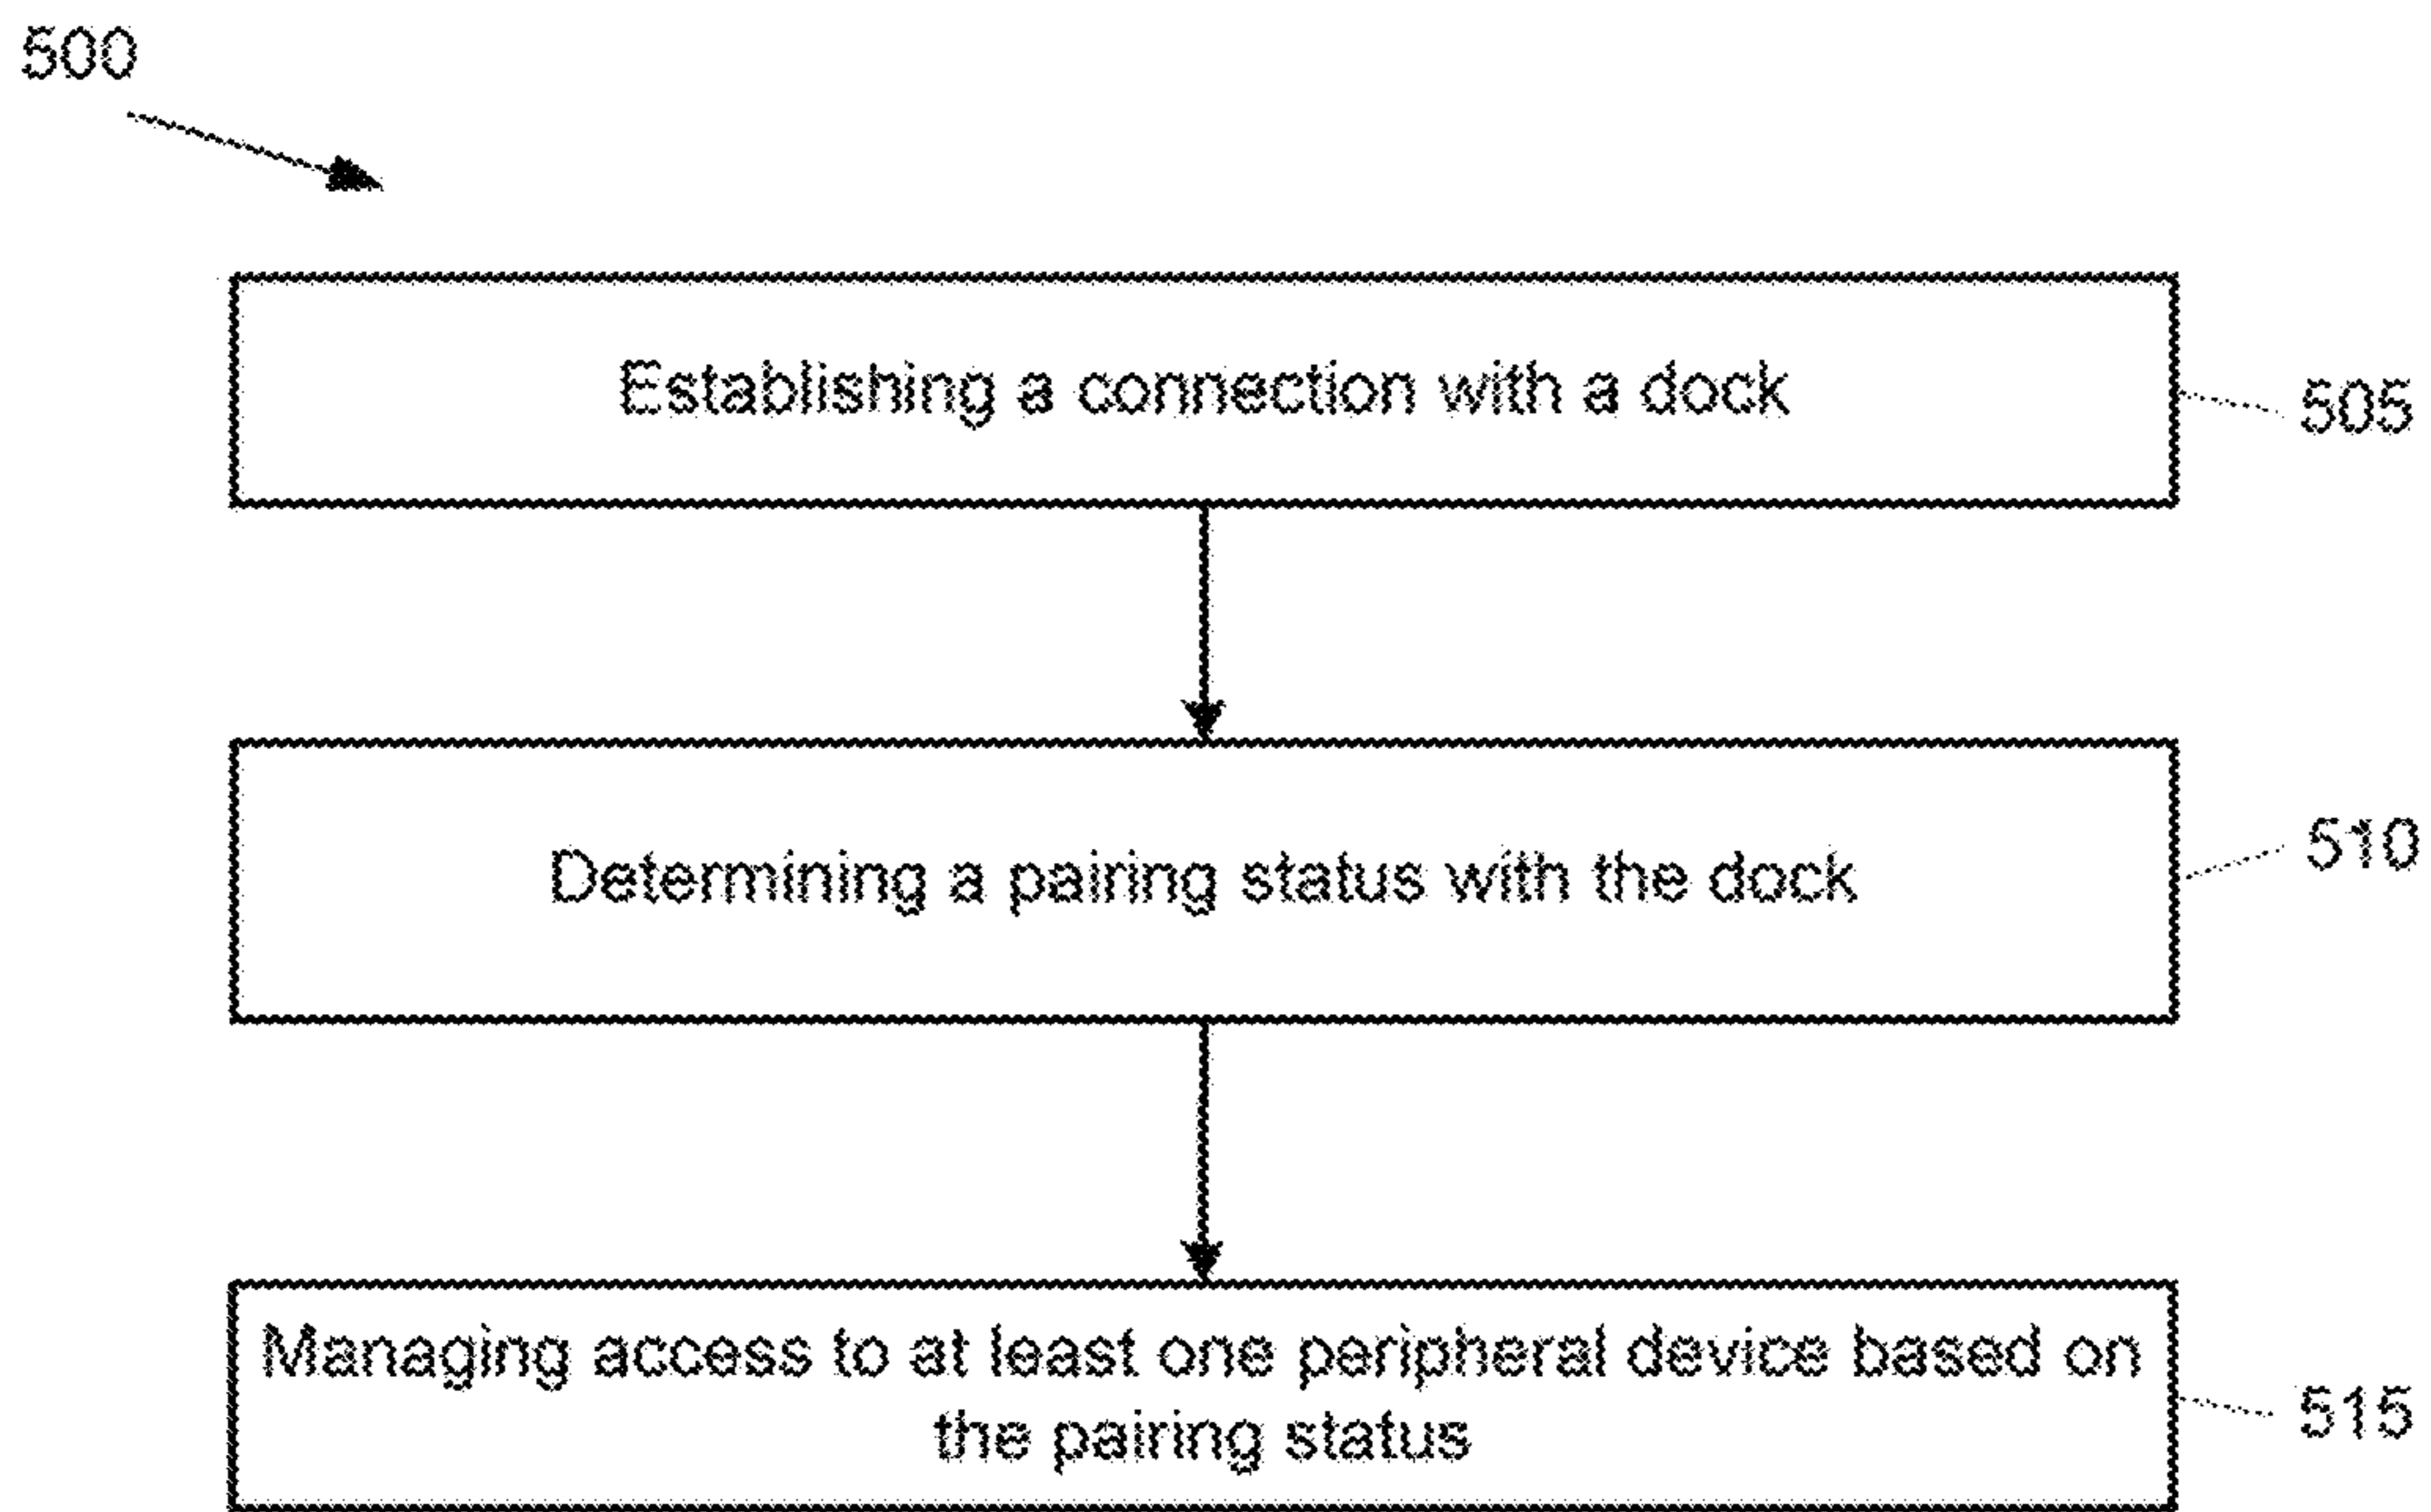 500
Establishing a connection with a dock
505
Determining a pairing status with the dock
510
Managing access to at least one peripheral device based on
the pairing status
515